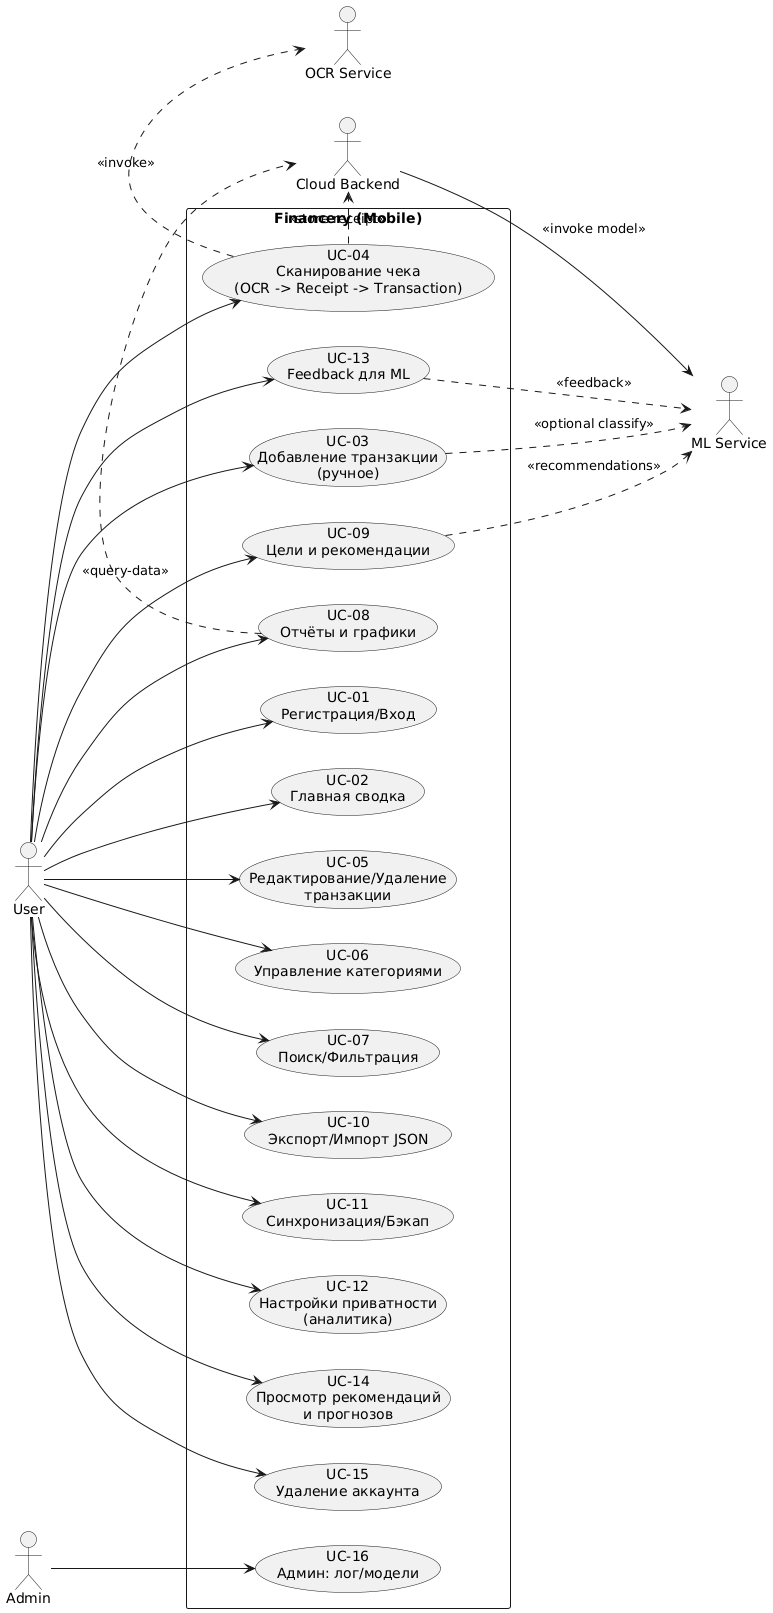 OCR Service
«invoke»
Cloud Backend
Financery (Mobile)
«invoke model»
UC-04
Сканирование чека
(OCR -> Receipt -> Transaction)
UC-13
Feedback для ML
«feedback»
ML Service
UC-03
Добавление транзакции
(ручное)
«optional classify»
«recommendations»
UC-09
Цели и рекомендации
«query-data»
UC-08
Отчёты и графики
UC-01
Регистрация/Вход
UC-02
Главная сводка
UC-05
Редактирование/Удаление
транзакции
User
UC-06
Управление категориями
UC-07
Поиск/Фильтрация
UC-10
Экспорт/Импорт JSON
UC-11
Синхронизация/Бэкап
UC-12
Настройки приватности
(аналитика)
UC-14
Просмотр рекомендаций
и прогнозов
UC-15
Удаление аккаунта
UC-16
Админ: лог/модели
Admin